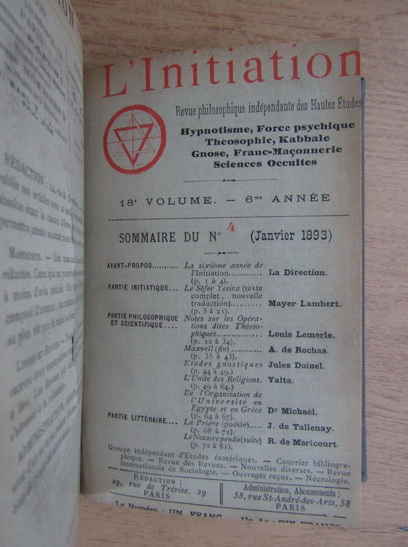 L'Initiation
Revue philosophique indépendante des Hautes Etudes
Hypnotisme, Force psychique
Theosophie, Kabbale
Gnose, Franc-Maçonnerie
Sciences Occultes
18e VOLUME. — 6me ANNÉE
SOMMAIRE DU No 4 (Janvier 1893)
AVANT-PROPOS........... La sixième année de
l'Initiation........... La Direction.
(p. 1 à 4).
PARTIE INITIATIQUE... Le Sépher Yesira (texte
complet, nouvelle
traduction)........ Mayer Lambert.
(p. 5 à 21).
PARTIE PHILOSOPHIQUE Notes sur les Opéra-
ET SCIENTIFIQUE.... tions dites Théoso-
phiques............. Louis Lemerle.
(p. 22 à 34).
Maxwell (fin)........... A. de Rochas.
(p. 35 à 43).
Etudes gnostiques Jules Doinel.
(p. 44 à 49.)
L'Unité des Religions. Yalta.
(p. 49 à 64.)
De l'Organisation de
l'Université en
Egypte et en Grèce Dr Michaël.
(p. 64 à 67).
PARTIE LITTÉRAIRE.... La Prière (poésie)..... J. de Tallenay.
(p. 68 à 72).
Le Notaire pendu (suite) R. de Maricourt.
(p. 72 à 81).
Groupe indépendant d'Etudes ésotériques. — Courrier bibliogra-
phique. — Revue des Revues. — Nouvelles diverses. — Revue
internationale de Sociologie. — Ouvrages reçus. — Nécrologie.
RÉDACTION :
29, rue de Trévise, 29
PARIS
Administration, Abonnements :
58, rue St-André-des-Arts, 58
PARIS
Le Numéro : UN FRANC